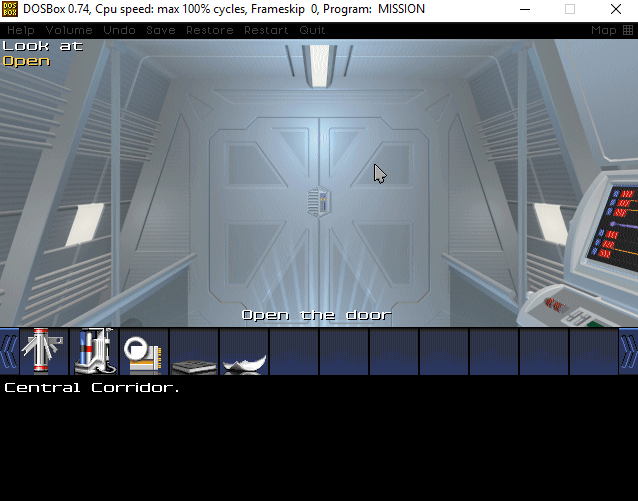 DOSBox 0.74, Cpu speed: max 100% cycles, Frameskip 0, Program: MISSION
Help Volume Undo Save Restore Restart Quit Map
Look at
Open
Open the door
Central Corridor.